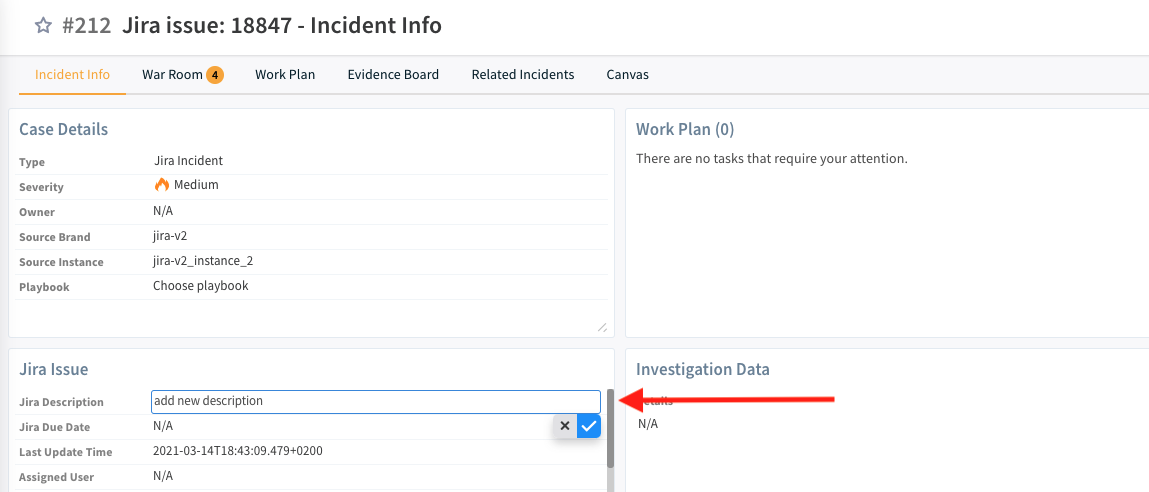 #212 Jira issue: 18847 - Incident Info
Incident Info War Room 4 Work Plan Evidence Board Related Incidents Canvas
Case Details
Type Jira Incident
Severity Medium
Owner N/A
Source Brand jira-v2
Source Instance jira-v2_instance_2
Playbook Choose playbook
Work Plan (0)
There are no tasks that require your attention.
Jira Issue
Jira Description add new description
Jira Due Date N/A
Last Update Time 2021-03-14T18:43:09.479+0200
Assigned User N/A
Investigation Data
N/A